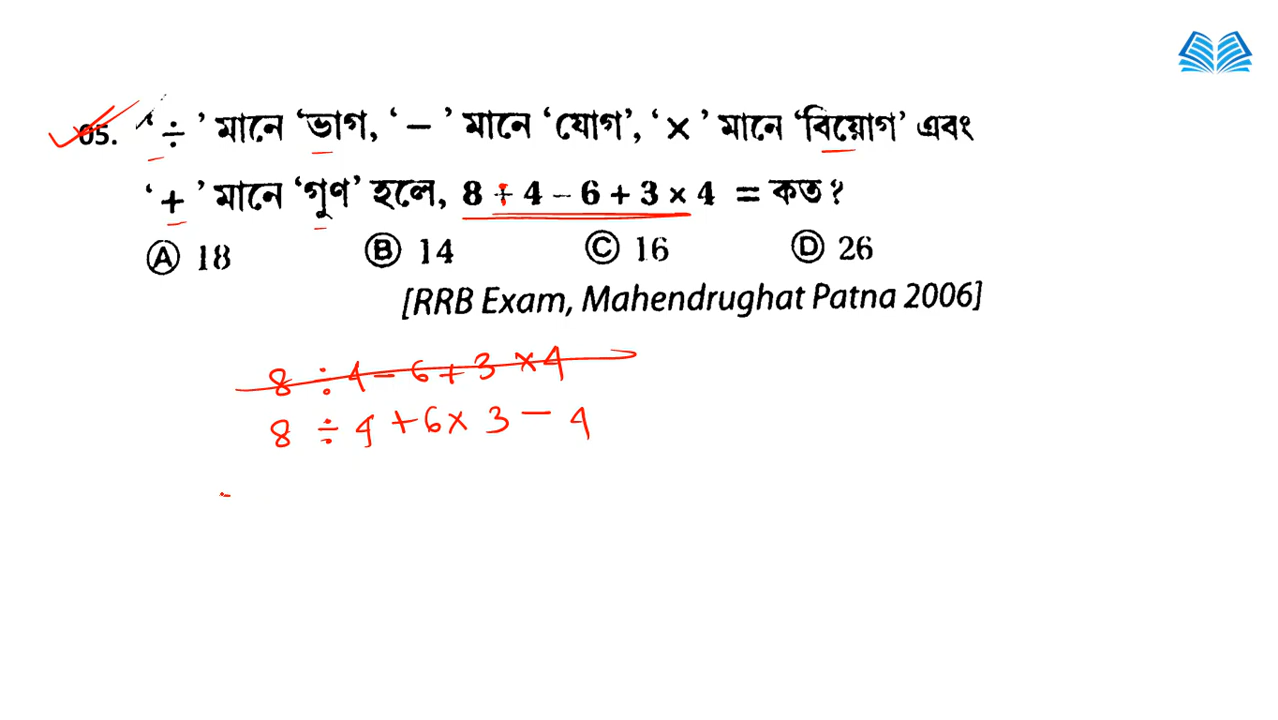 05. ‘ ÷ ’ মানে ‘ভাগ, ‘ − ’ মানে ‘যোগ’, ‘ × ’ মানে ‘বিয়োগ’ এবং
‘ + ’ মানে ‘গুণ’ হলে, 8 ÷ 4 − 6 + 3 × 4 = কত?
Ⓐ 18 Ⓑ 14 Ⓒ 16 Ⓓ 26
[RRB Exam, Mahendrughat Patna 2006]
8 ÷ 4 − 6 + 3 × 4
8 ÷ 4 + 6 × 3 − 4